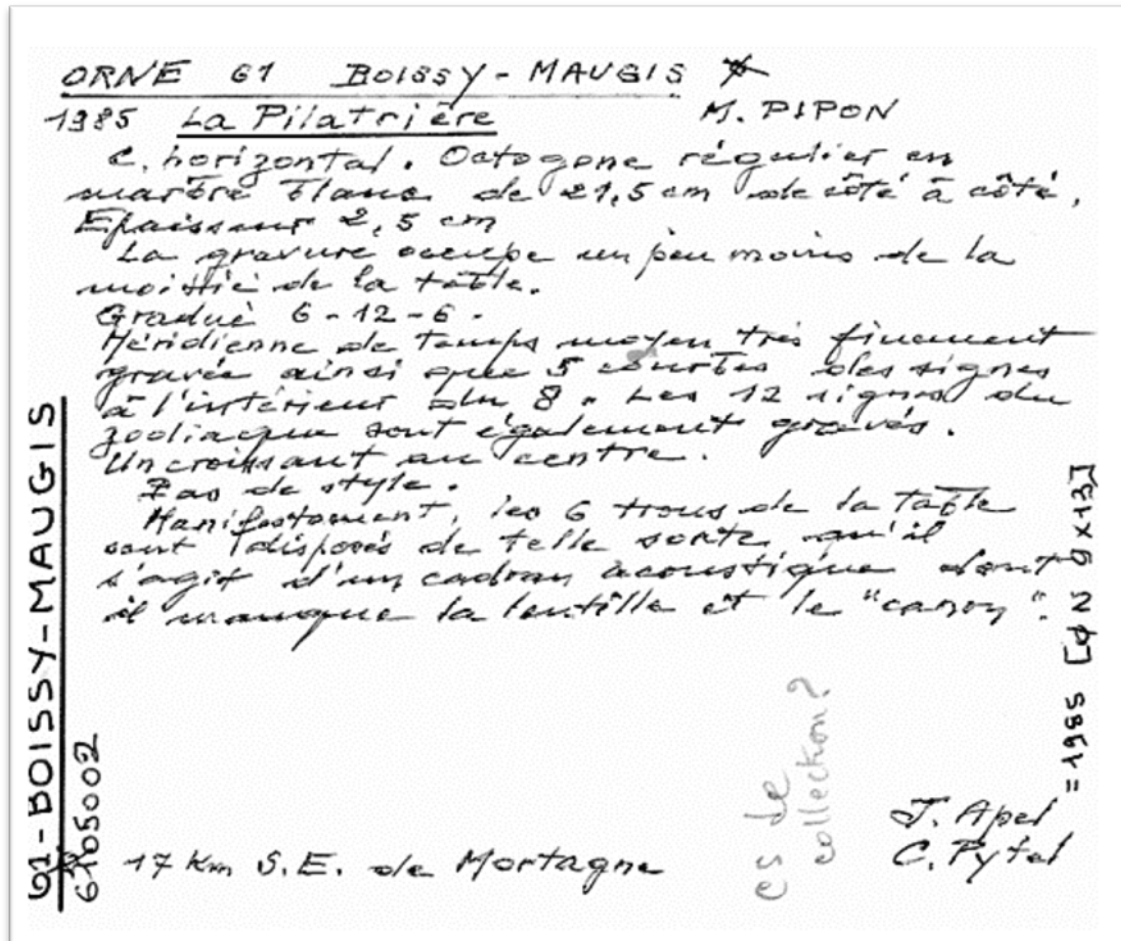 ORNE 61 BOISSY-MAUGIS
1985 La Pilatrière M. PIPON
C. horizontal. Octogone régulier en
marbre blanc de 21,5 cm de côté à côté.
Epaisseur 2,5 cm
La gravure occupe un peu moins de la
moitié de la table.
Gradué 6-12-6.
Méridienne de temps moyen très finement
gravée ainsi que 5 courbes des signes
à l'intérieur du 8. Les 12 signes du
zodiaque sont également gravés.
Un croissant au centre.
Pas de style.
Manifestement, les 6 trous de la table
sont disposés de telle sorte qu'il
s'agit d'un cadran acoustique dont
il manque la lentille et le "canon".
17 Km S.E. de Mortagne
J. Apel
C. Pytel
61-BOISSY-MAUGIS
6105002
cs de
collection?
=1985 [φ N 9x13]